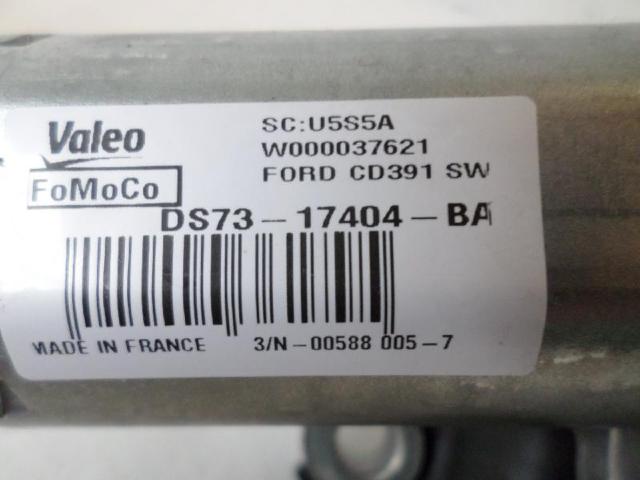 Valeo
FoMoCo
SC:U5S5A
W000037621
FORD CD391 SW
DS73-17404-BA
MADE IN FRANCE 3/N-00588 005-7